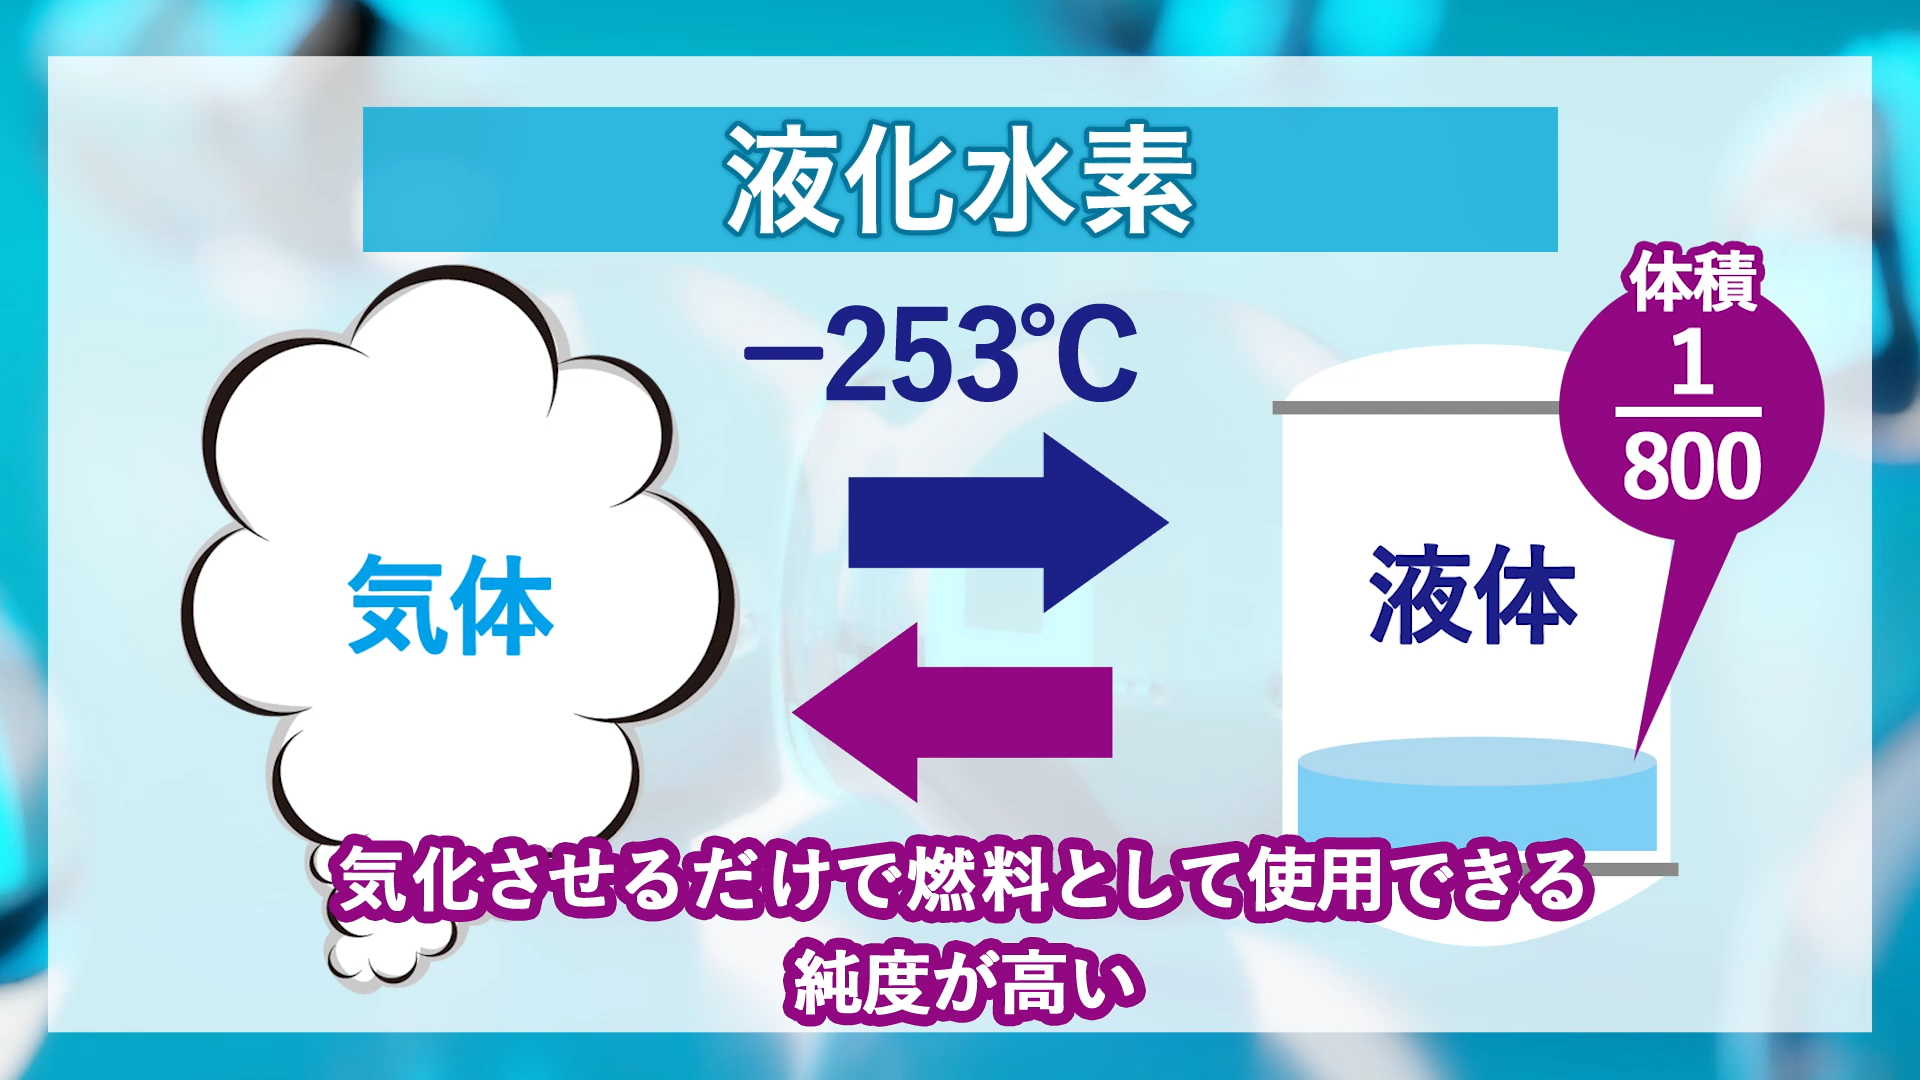 液化水素
−253℃
体積
1
800
気体
液体
気化させるだけで燃料として使用できる
純度が高い